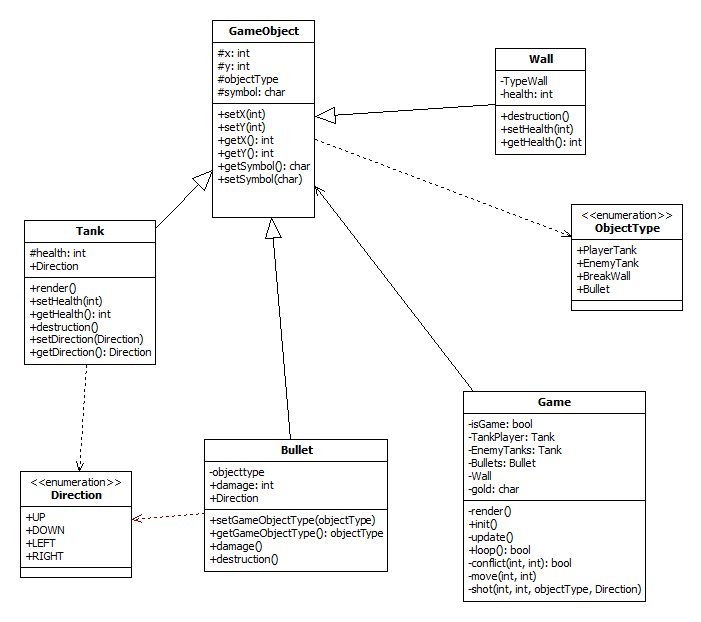 GameObject
#x: int
#y: int
#objectType
#symbol: char
+setX(int)
+setY(int)
+getX(): int
+getY(): int
+getSymbol(): char
+setSymbol(char)
Wall
-TypeWall
-health: int
+destruction()
+setHealth(int)
+getHealth(): int
<<enumeration>>
ObjectType
+PlayerTank
+EnemyTank
+BreakWall
+Bullet
Tank
#health: int
+Direction
+render()
+setHealth(int)
+getHealth(): int
+destruction()
+setDirection(Direction)
+getDirection(): Direction
Game
-isGame: bool
-TankPlayer: Tank
-EnemyTanks: Tank
-Bullets: Bullet
-Wall
-gold: char
-render()
+init()
-update()
+loop(): bool
-conflict(int, int): bool
-move(int, int)
-shot(int, int, objectType, Direction)
Bullet
-objecttype
+damage: int
+Direction
+setGameObjectType(objectType)
+getGameObjectType(): objectType
+damage()
+destruction()
<<enumeration>>
Direction
+UP
+DOWN
+LEFT
+RIGHT